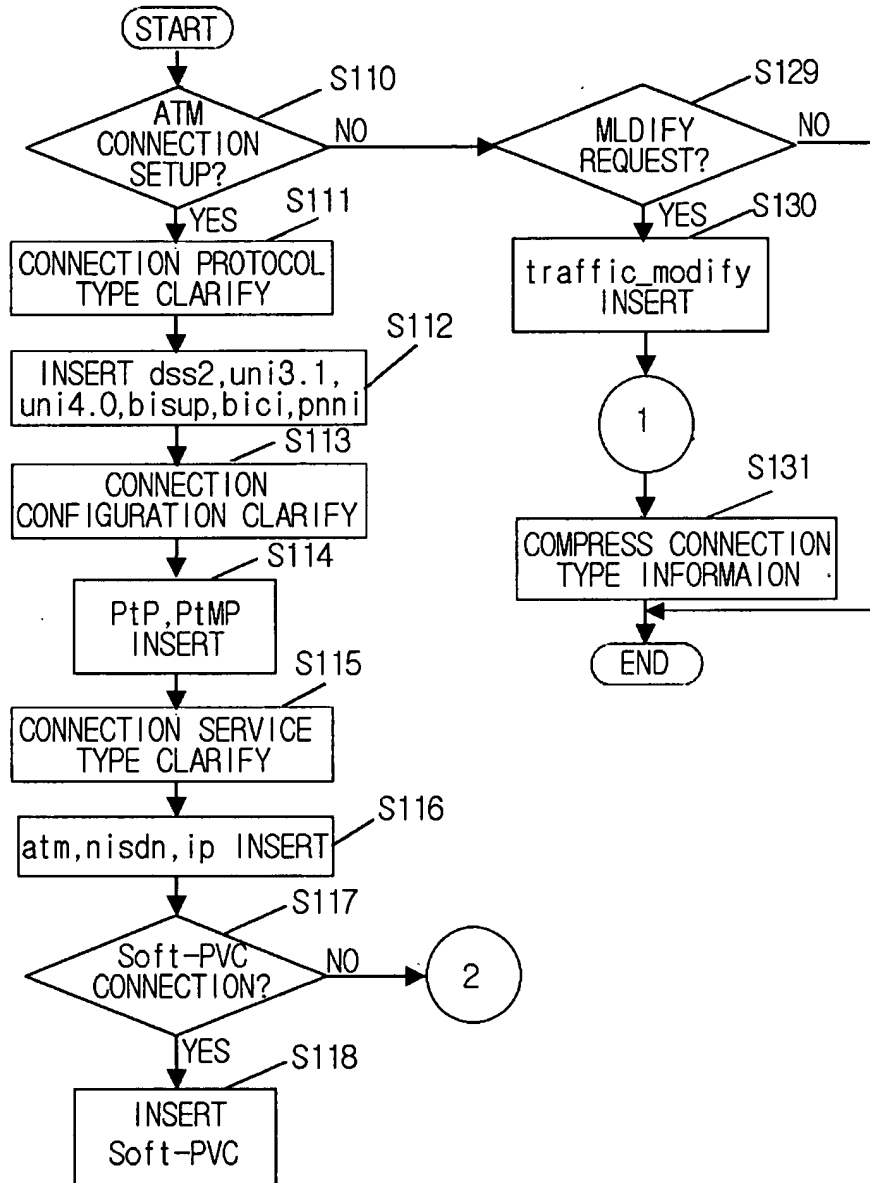 START
S110
ATM
CONNECTION
SETUP?
NO
YES
S111
CONNECTION PROTOCOL
TYPE CLARIFY
S112
INSERT dss2,uni3.1,
uni4.0,bisup,bici,pnni
S113
CONNECTION
CONFIGURATION CLARIFY
S114
PtP,PtMP
INSERT
S115
CONNECTION SERVICE
TYPE CLARIFY
S116
atm,nisdn,ip INSERT
S117
Soft-PVC
CONNECTION?
NO
2
YES
S118
INSERT
Soft-PVC
S129
MLDIFY
REQUEST?
NO
YES
S130
traffic_modify
INSERT
1
S131
COMPRESS CONNECTION
TYPE INFORMAION
END